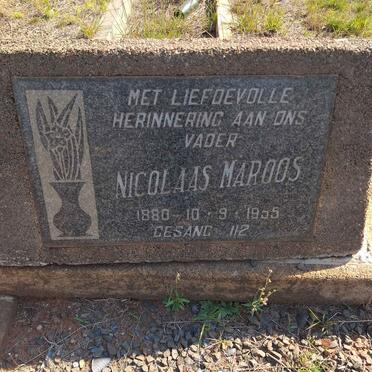 MET LIEFDEVOLLE
HERINNERING AAN ONS
VADER
NICOLAAS MAROOS
1880-10·9·1955
GESANG 112